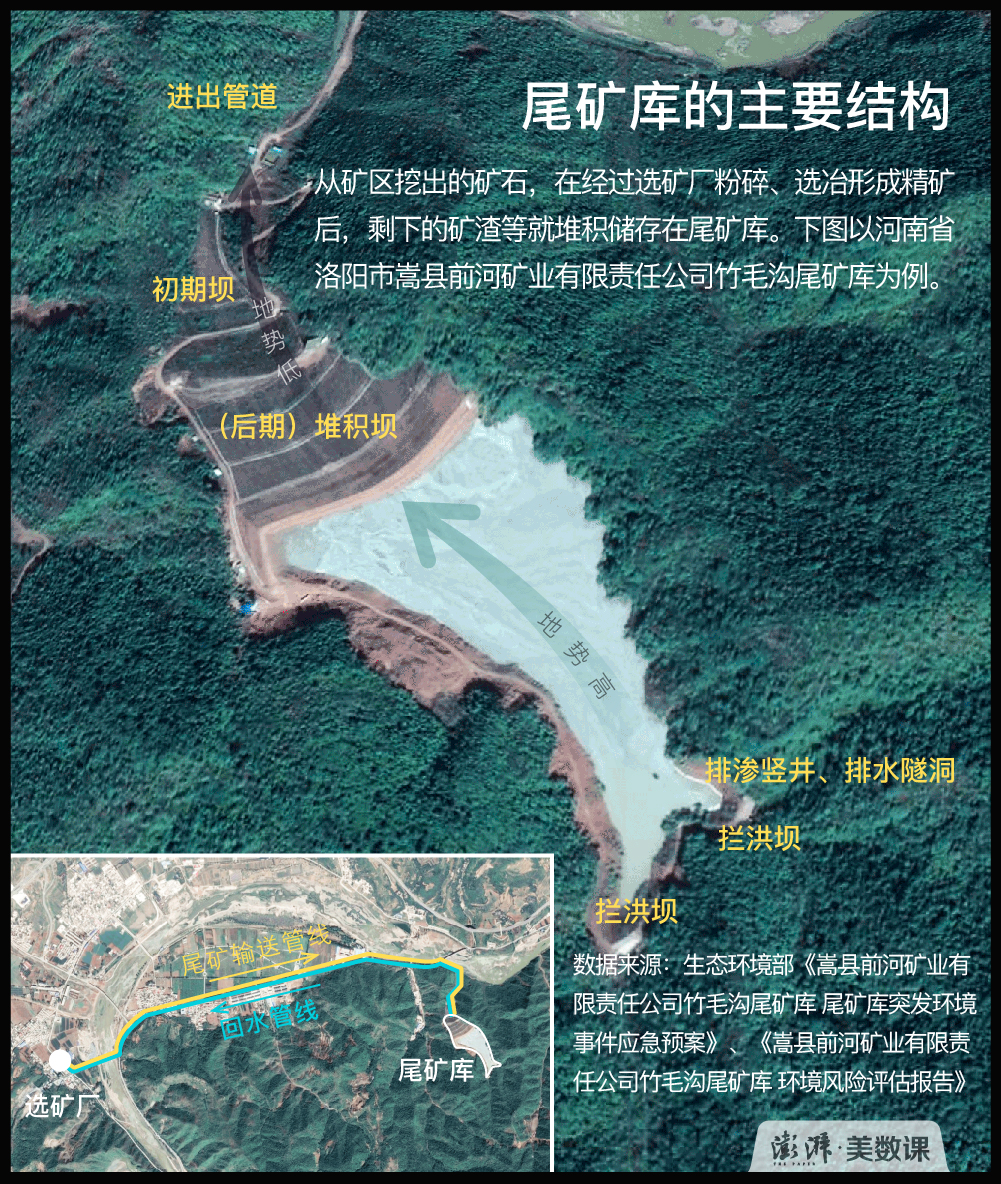 尾矿库的主要结构
从矿区挖出的矿石，在经过选矿厂粉碎、选冶形成精矿
后，剩下的矿渣等就堆积储存在尾矿库。下图以河南省
洛阳市嵩县前河矿业有限责任公司竹毛沟尾矿库为例。
进出管道
初期坝
地势低
（后期）堆积坝
地势高
排渗竖井、排水隧洞
拦洪坝
拦洪坝
尾矿输送管线
回水管线
尾矿库
选矿厂
数据来源：生态环境部《嵩县前河矿业有
限责任公司竹毛沟尾矿库 尾矿库突发环境
事件应急预案》、《嵩县前河矿业有限责
任公司竹毛沟尾矿库 环境风险评估报告》
澎湃·美数课
THE PAPER